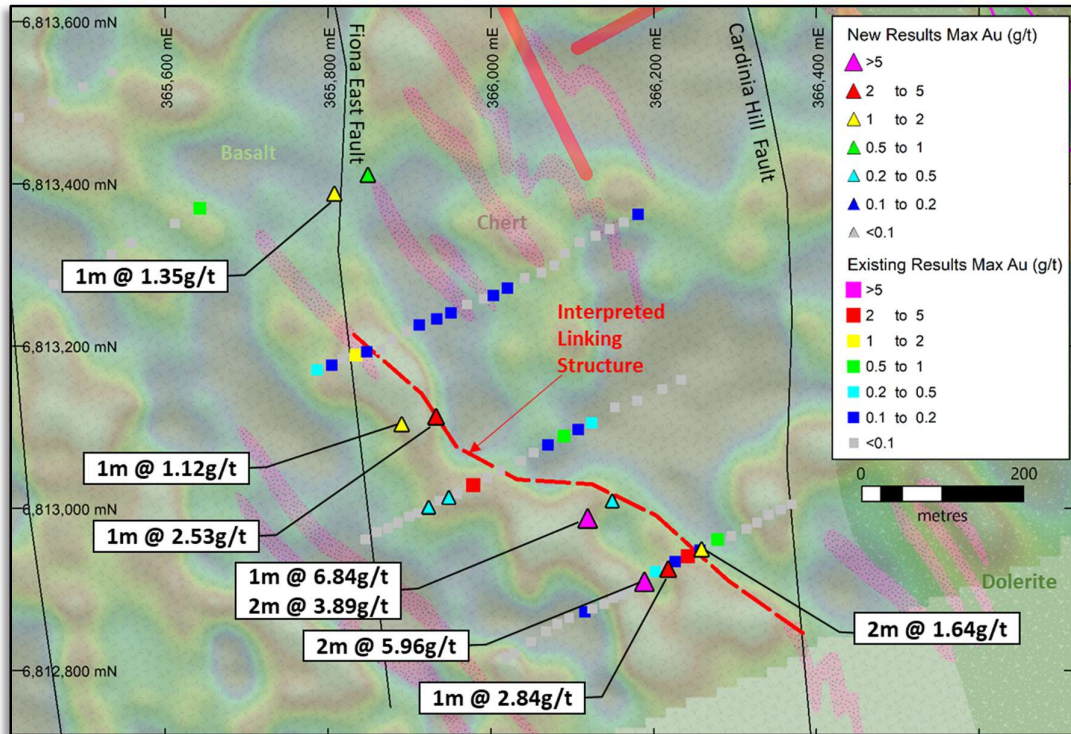 6,813,600 mN
6,813,400 mN
6,813,200 mN
6,813,000 mN
6,812,800 mN
365,600 mE
365,800 mE
366,000 mE
366,200 mE
366,400 mE
Fiona East Fault
Cardinia Hill Fault
Basalt
Chert
Dolerite
Interpreted
Linking
Structure
1m @ 1.35g/t
1m @ 1.12g/t
1m @ 2.53g/t
1m @ 6.84g/t
2m @ 3.89g/t
2m @ 5.96g/t
1m @ 2.84g/t
2m @ 1.64g/t
New Results Max Au (g/t)
>5
2 to 5
1 to 2
0.5 to 1
0.2 to 0.5
0.1 to 0.2
<0.1
Existing Results Max Au (g/t)
>5
2 to 5
1 to 2
0.5 to 1
0.2 to 0.5
0.1 to 0.2
<0.1
0 200
metres